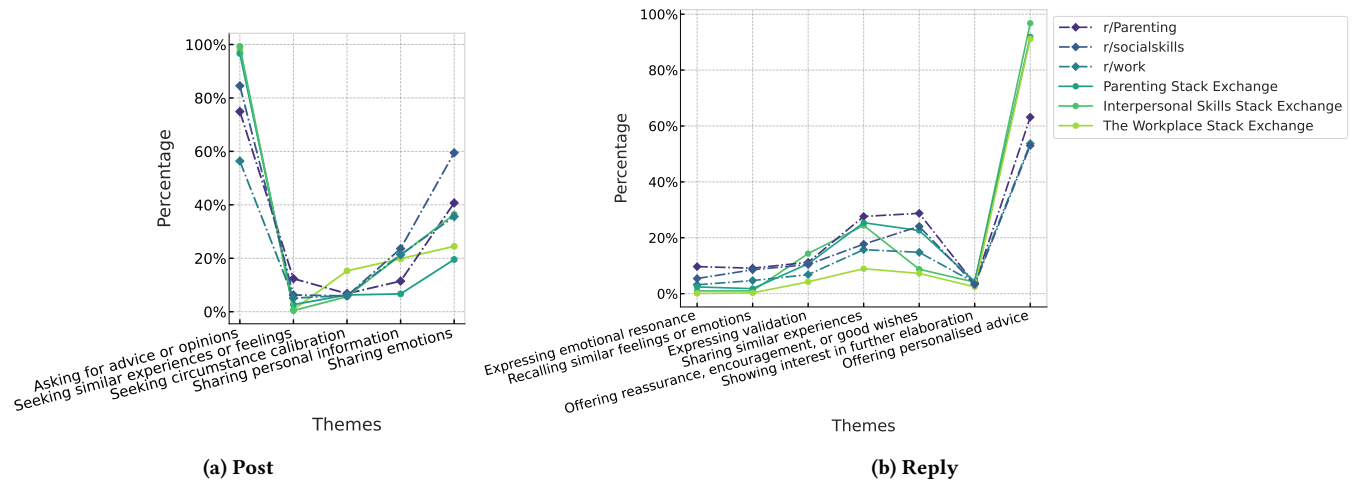 100%
80%
60%
40%
20%
0%
Percentage
Asking for advice or opinions
Seeking similar experiences or feelings
Seeking circumstance calibration
Sharing personal information
Sharing emotions
Themes
(a) Post
100%
80%
60%
40%
20%
0%
Percentage
Expressing emotional resonance
Recalling similar feelings or emotions
Expressing validation
Sharing similar experiences
Offering reassurance, encouragement, or good wishes
Showing interest in further elaboration
Offering personalised advice
Themes
(b) Reply
r/Parenting
r/socialskills
r/work
Parenting Stack Exchange
Interpersonal Skills Stack Exchange
The Workplace Stack Exchange